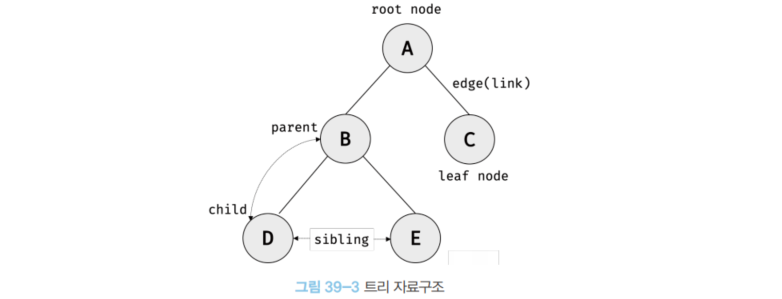 root node
A
edge(link)
parent
B
C
leaf node
child
D
sibling
E
그림 39-3 트리 자료구조